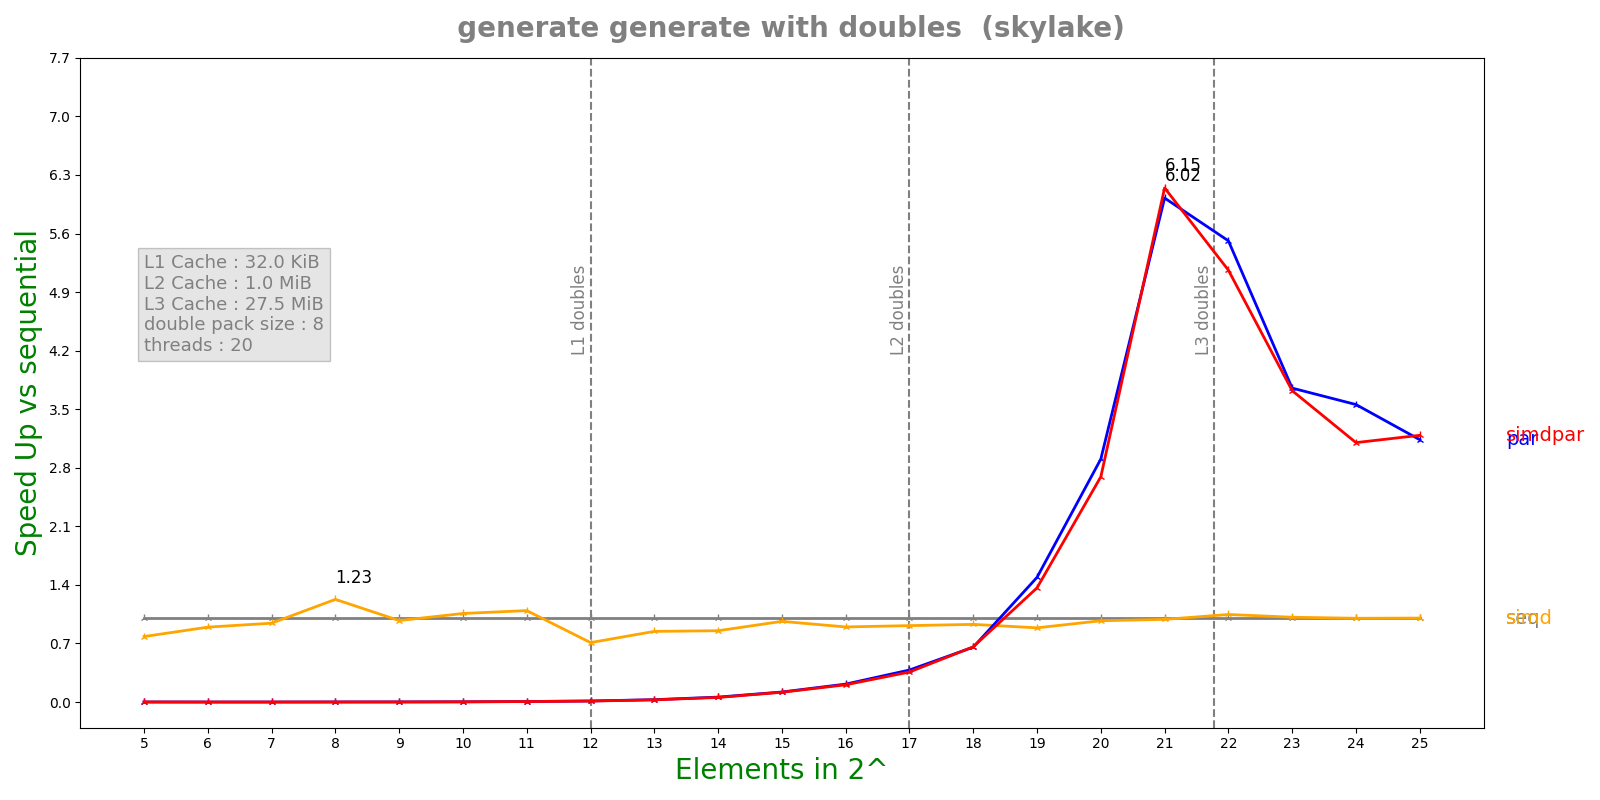 generate generate with doubles  (skylake)
Speed Up vs sequential
7.7
7.0
6.3
5.6
4.9
4.2
3.5
2.8
2.1
1.4
0.7
0.0
L1 Cache : 32.0 KiB
L2 Cache : 1.0 MiB
L3 Cache : 27.5 MiB
double pack size : 8
threads : 20
L1 doubles
L2 doubles
L3 doubles
6.15
6.02
1.23
simdpar
par
seq
simd
5 6 7 8 9 10 11 12 13 14 15 16 17 18 19 20 21 22 23 24 25
Elements in 2^